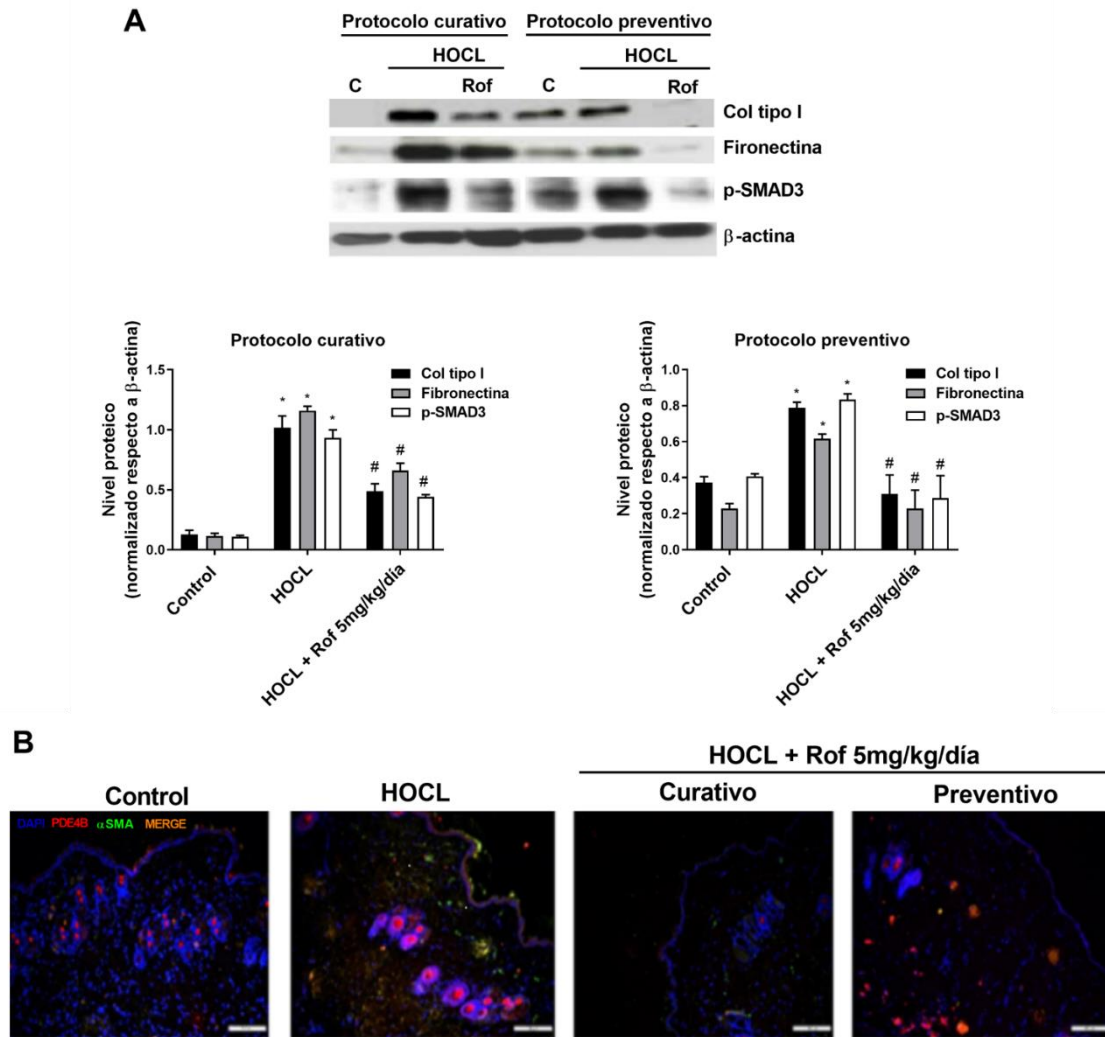 A
Protocolo curativo Protocolo preventivo
HOCL HOCL
C Rof C Rof
Col tipo I
Fironectina
p-SMAD3
β-actina
Protocolo curativo
Nivel proteico
(normalizado respecto a β-actina)
1.5
1.0
0.5
0.0
Col tipo I
Fibronectina
p-SMAD3
* * *
# # #
Control
HOCL
HOCL + Rof 5mg/kg/día
Protocolo preventivo
Nivel proteico
(normalizado respecto a β-actina)
1.0
0.8
0.6
0.4
0.2
0.0
Col tipo I
Fibronectina
p-SMAD3
* * *
# # #
Control
HOCL
HOCL + Rof 5mg/kg/día
B
HOCL + Rof 5mg/kg/día
Control HOCL Curativo Preventivo
DAPI PDE4B αSMA MERGE